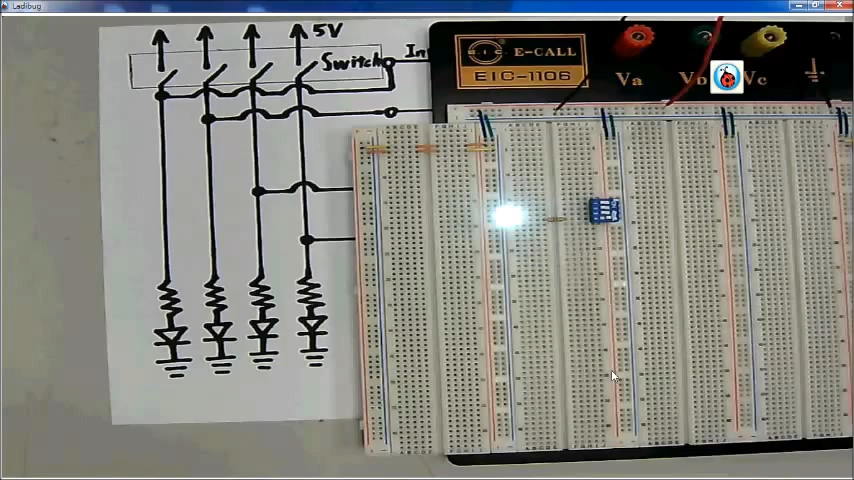 Ladibug
5V
Switch
In
E-CALL
EIC-1106
Va
Vb
Vc